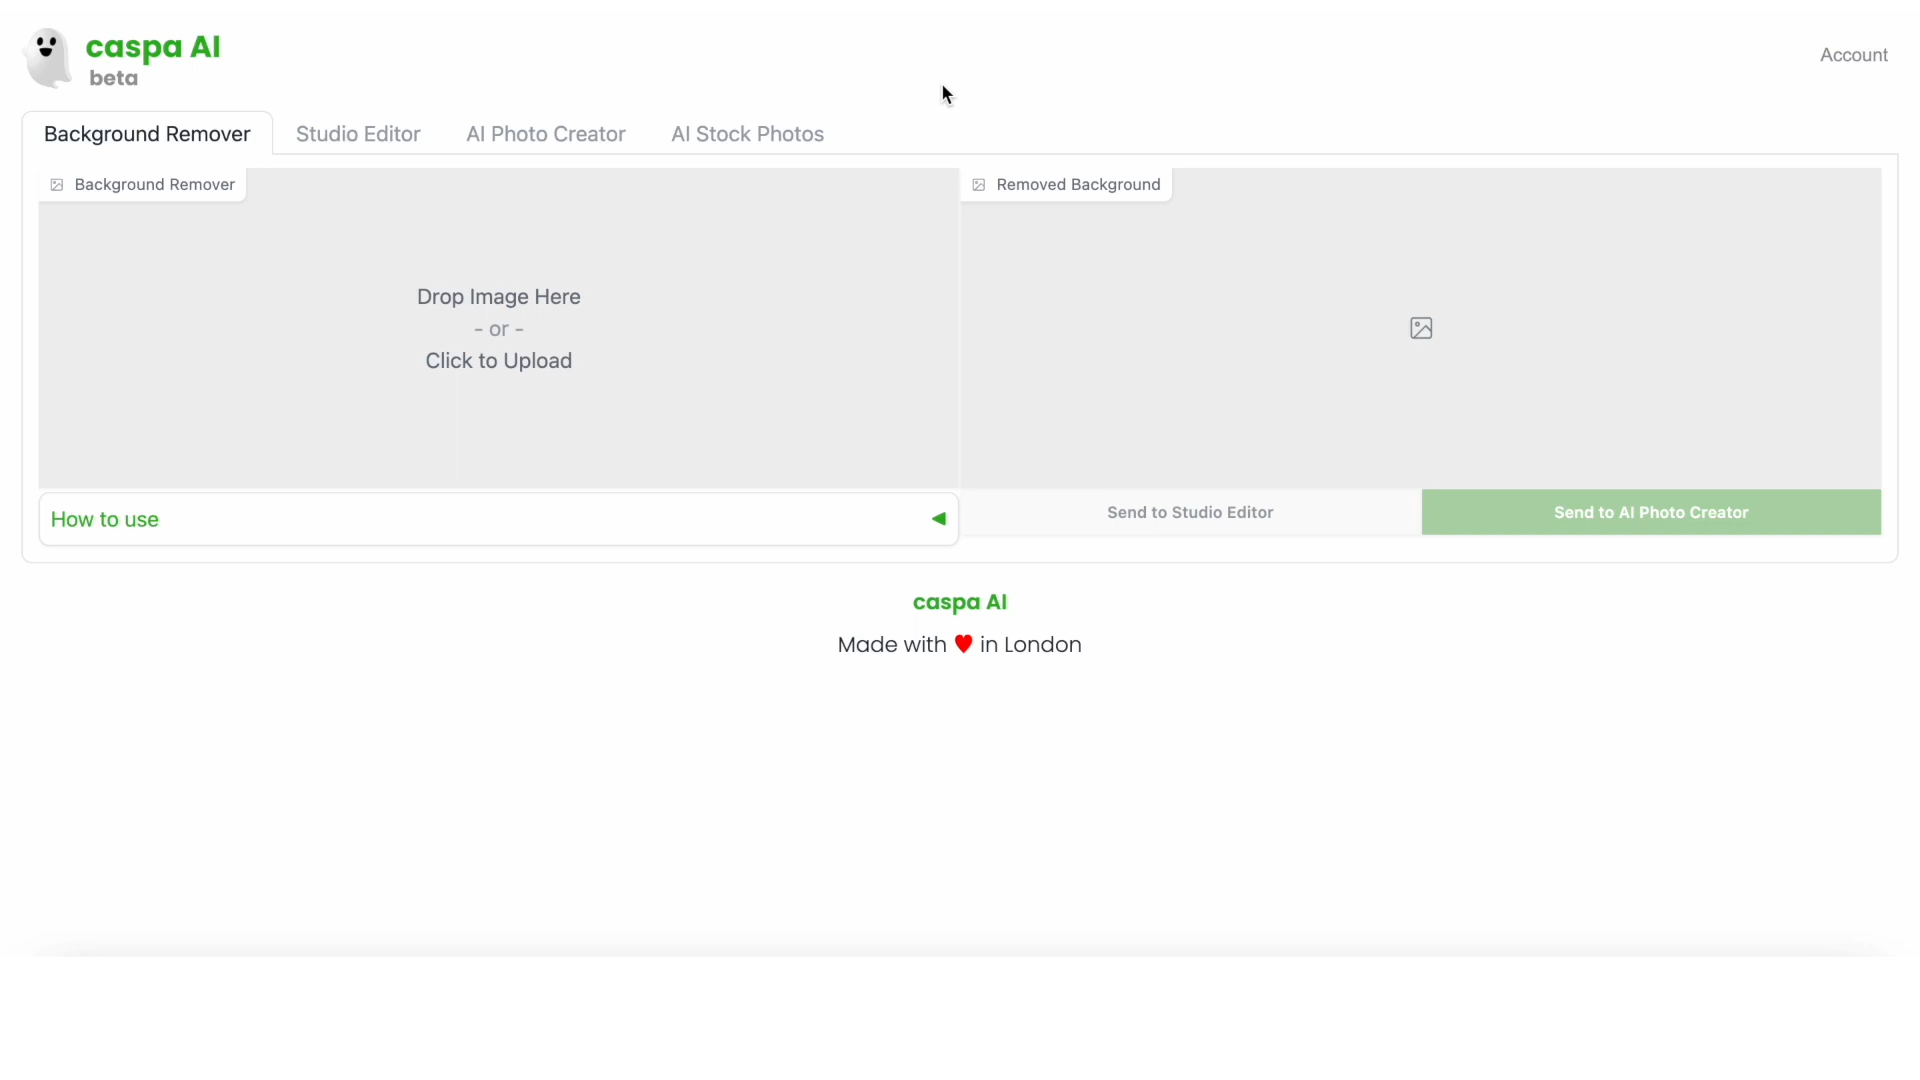 caspa AI
beta
Account
Background Remover
Studio Editor
AI Photo Creator
AI Stock Photos
Background Remover
Removed Background
Drop Image Here
- or -
Click to Upload
How to use
Send to Studio Editor
Send to AI Photo Creator
caspa AI
Made with ♥ in London